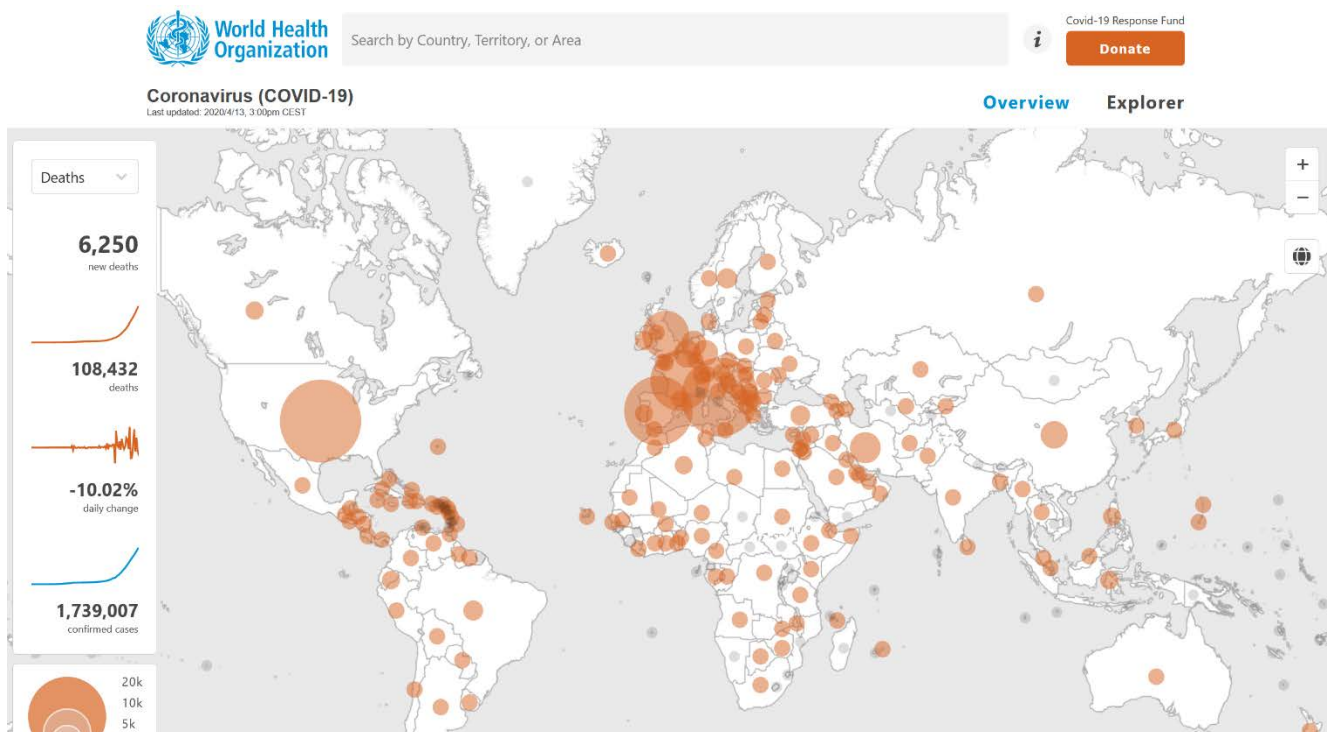 World Health
Organization
Search by Country, Territory, or Area
i
Covid-19 Response Fund
Donate
Coronavirus (COVID-19)
Last updated: 2020/4/13, 3:00pm CEST
Overview
Explorer
Deaths
6,250
new deaths
108,432
deaths
-10.02%
daily change
1,739,007
confirmed cases
20k
10k
5k
+
−